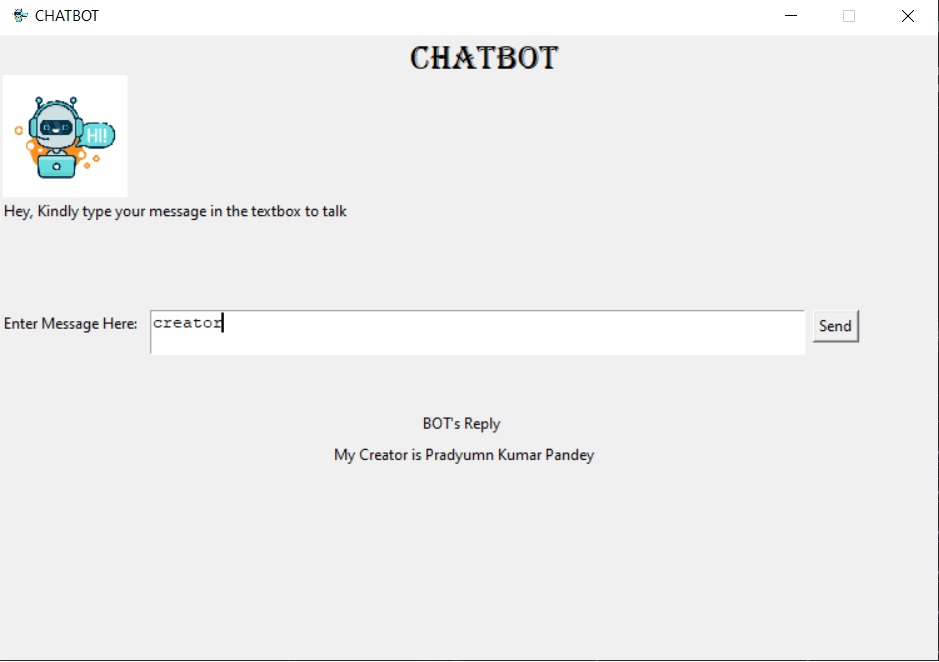 CHATBOT
CHATBOT
HI!
Hey, Kindly type your message in the textbox to talk
Enter Message Here: creator Send
BOT's Reply
My Creator is Pradyumn Kumar Pandey